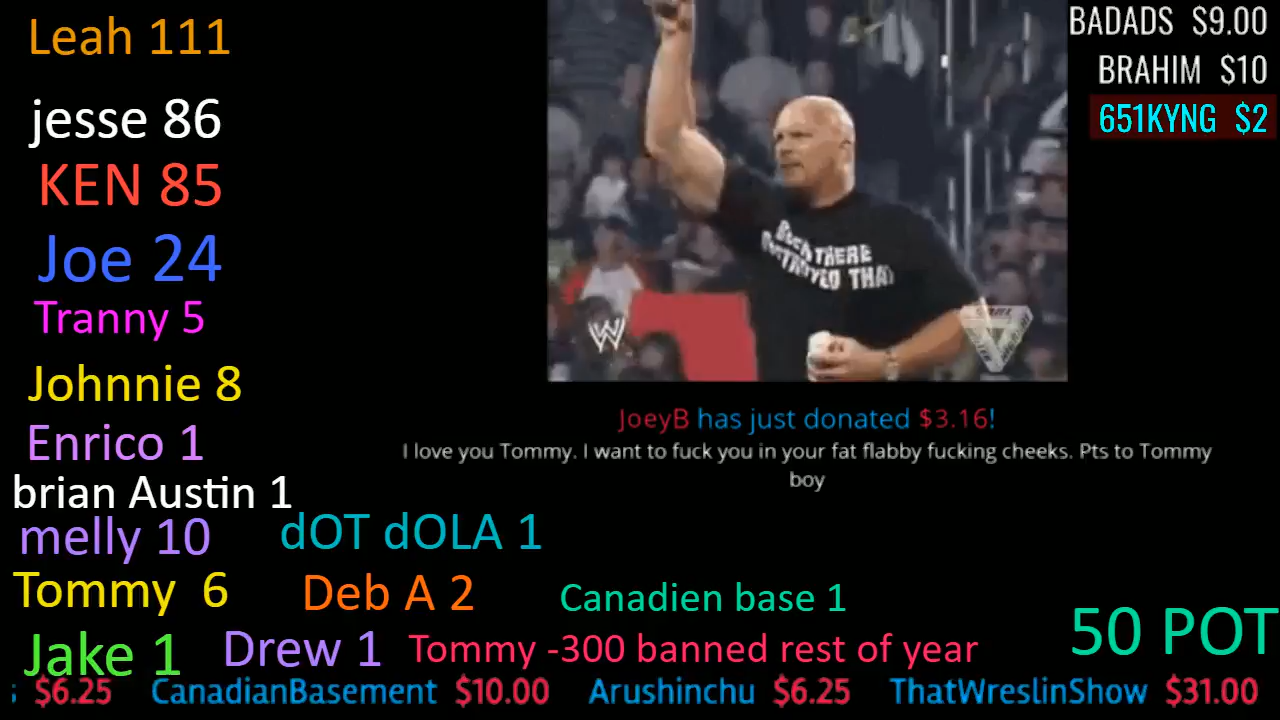 Leah 111
BADADS $9.00
BRAHIM $10
651KYNG $2
jesse 86
KEN 85
Joe 24
Tranny 5
Johnnie 8
Enrico 1
brian Austin 1
melly 10
dOT dOLA 1
Tommy 6
Deb A 2
Canadien base 1
Jake 1
Drew 1
Tommy -300 banned rest of year
50 POT
BEEN THERE
DESTROYED THAT
W
JoeyB has just donated $3.16!
I love you Tommy. I want to fuck you in your fat flabby fucking cheeks. Pts to Tommy
boy
$6.25 CanadianBasement $10.00 Arushinchu $6.25 ThatWreslinShow $31.00